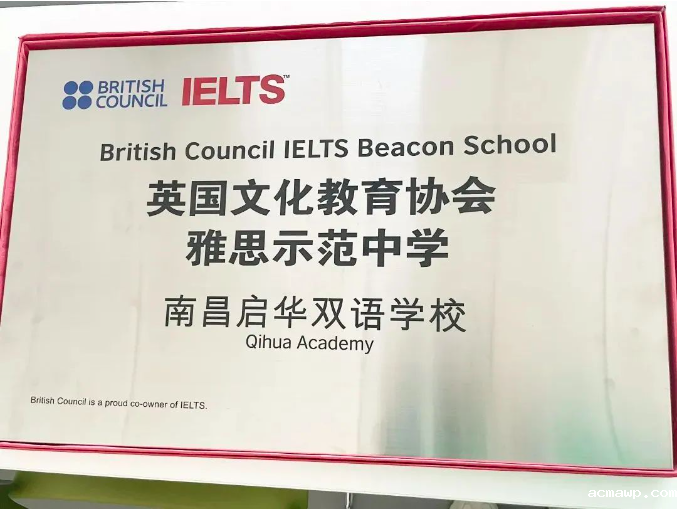 BRITISH COUNCIL IELTS™
British Council IELTS Beacon School
英国文化教育协会
雅思示范中学
南昌启华双语学校
Qihua Academy
British Council is a proud co-owner of IELTS.
acmawp.com